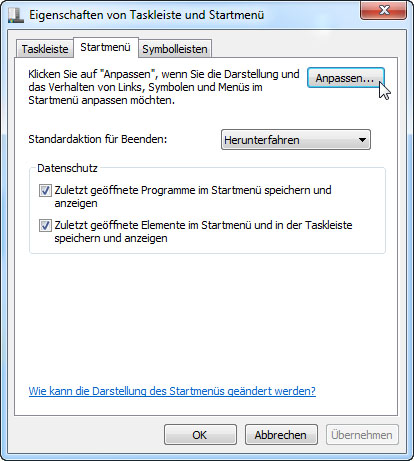 Eigenschaften von Taskleiste und Startmenü
Taskleiste Startmenü Symbolleisten
Klicken Sie auf "Anpassen", wenn Sie die Darstellung und
das Verhalten von Links, Symbolen und Menüs im
Startmenü anpassen möchten.
Anpassen...
Standardaktion für Beenden: Herunterfahren
Datenschutz
Zuletzt geöffnete Programme im Startmenü speichern und
anzeigen
Zuletzt geöffnete Elemente im Startmenü und in der Taskleiste
speichern und anzeigen
Wie kann die Darstellung des Startmenüs geändert werden?
OK Abbrechen Übernehmen